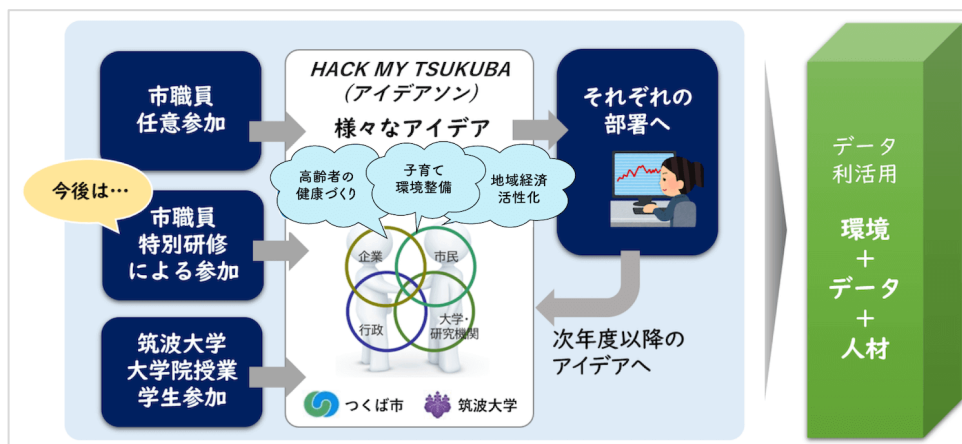 市職員
任意参加
今後は…
市職員
特別研修
による参加
筑波大学
大学院授業
学生参加
HACK MY TSUKUBA
(アイデアソン)
様々なアイデア
高齢者の
健康づくり
子育て
環境整備
地域経済
活性化
企業
市民
行政
大学・
研究機関
つくば市
筑波大学
それぞれの
部署へ
次年度以降の
アイデアへ
データ
利活用
環境
+
データ
+
人材